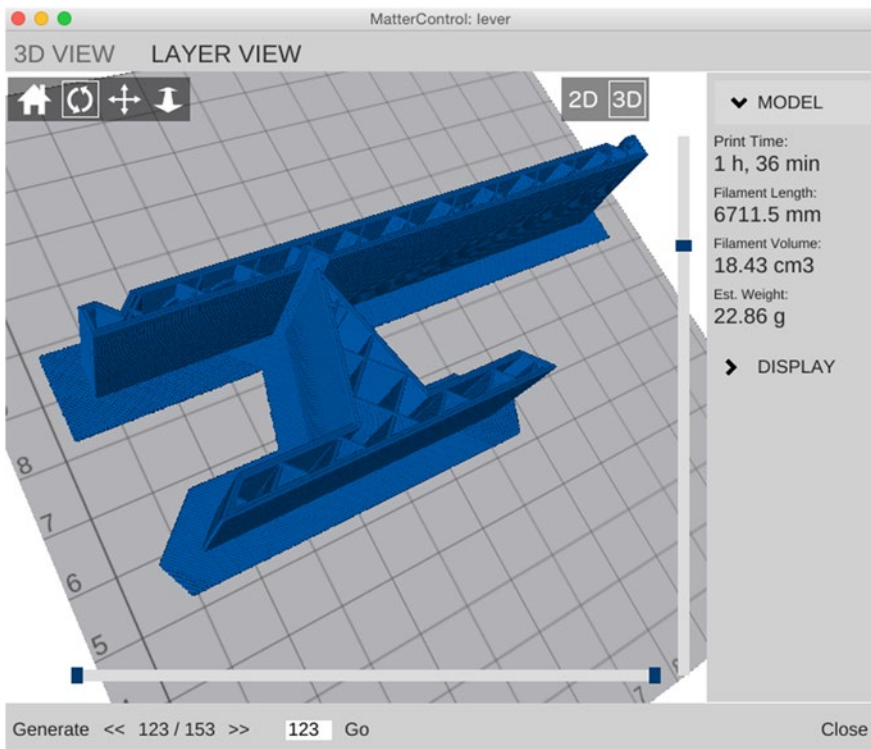 MatterControl: lever
3D VIEW LAYER VIEW
2D 3D
MODEL
Print Time:
1 h, 36 min
Filament Length:
6711.5 mm
Filament Volume:
18.43 cm3
Est. Weight:
22.86 g
DISPLAY
8
7
6
5
7
Generate << 123 / 153 >> 123 Go Close